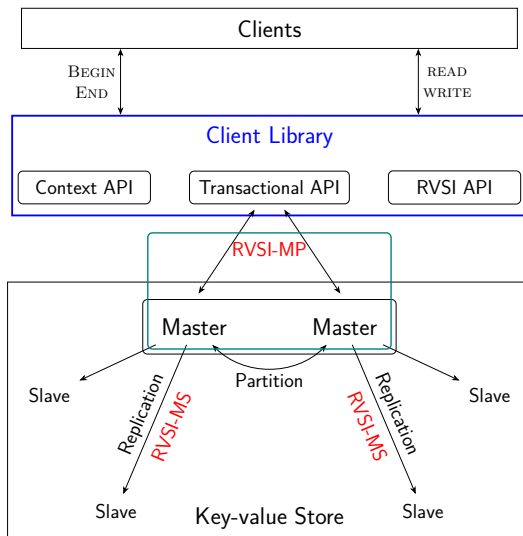 Clients
BEGIN
END
READ
WRITE
Client Library
Context API
Transactional API
RVSI API
RVSI-MP
Master
Master
Partition
Slave
Replication
RVSI-MS
Replication
RVSI-MS
Slave
Slave
Slave
Key-value Store